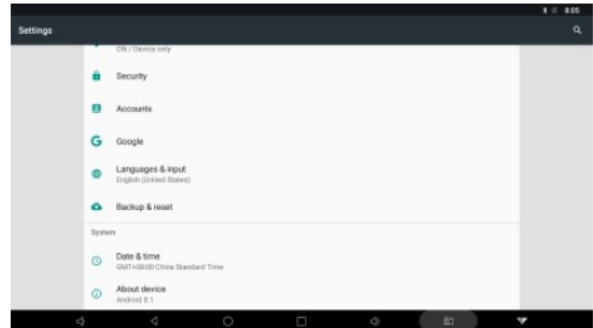 8:05
Settings
ON / Device only
Security
Accounts
Google
Languages & input
English (United States)
Backup & reset
System
Date & time
GMT+08:00 China Standard Time
About device
Android 8.1